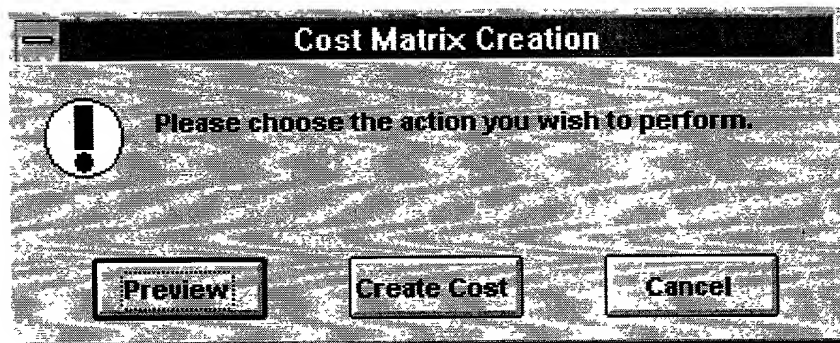 Cost Matrix Creation
Please choose the action you wish to perform.
Preview
Create Cost
Cancel